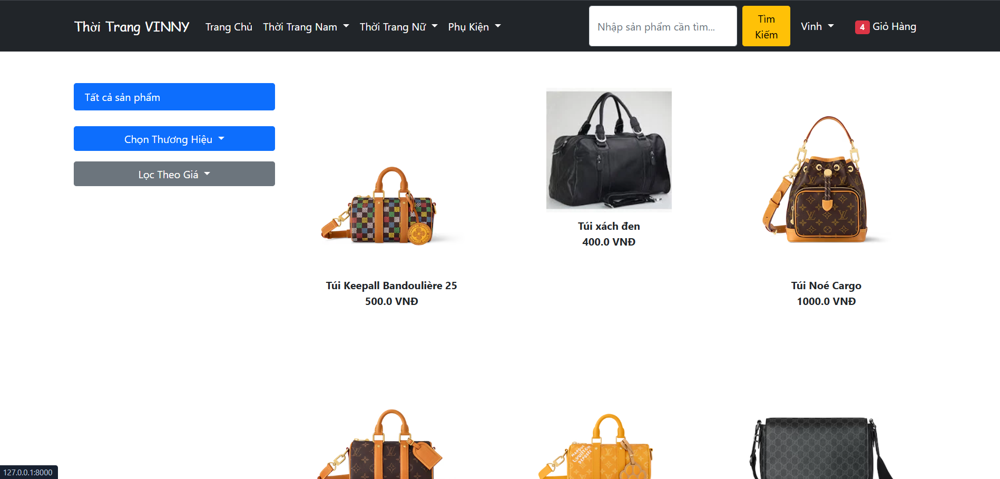 Thời Trang VINNY
Trang Chủ
Thời Trang Nam
Thời Trang Nữ
Phụ Kiện
Nhập sản phẩm cần tìm...
Tìm
Kiếm
Vinh
4 Giỏ Hàng
Tất cả sản phẩm
Chọn Thương Hiệu
Lọc Theo Giá
Túi xách đen
400.0 VNĐ
Túi Keepall Bandoulière 25
500.0 VNĐ
Túi Noé Cargo
1000.0 VNĐ
MARQUE
L.VUITTON
DÉPOSÉE
127.0.0.1:8000